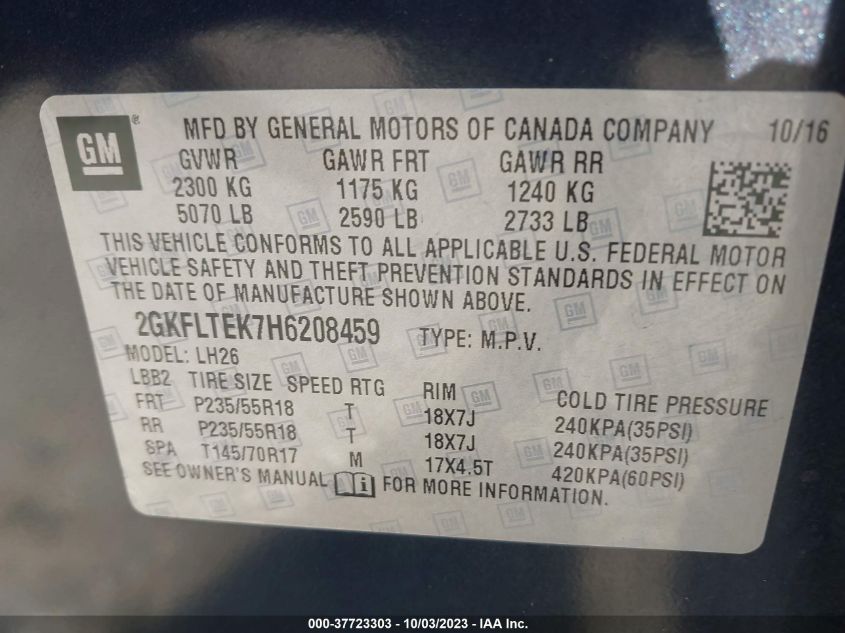 GM® MFD BY GENERAL MOTORS OF CANADA COMPANY 10/16
GVWR GAWR FRT GAWR RR
2300 KG 1175 KG 1240 KG
5070 LB 2590 LB 2733 LB
THIS VEHICLE CONFORMS TO ALL APPLICABLE U.S. FEDERAL MOTOR
VEHICLE SAFETY AND THEFT PREVENTION STANDARDS IN EFFECT ON
THE DATE OF MANUFACTURE SHOWN ABOVE.
2GKFLTEK7H6208459 TYPE: M.P.V.
MODEL: LH26
LBB2 TIRE SIZE SPEED RTG RIM COLD TIRE PRESSURE
FRT P235/55R18 T 18X7J 240KPA(35PSI)
RR P235/55R18 T 18X7J 240KPA(35PSI)
SPA T145/70R17 M 17X4.5T 420KPA(60PSI)
SEE OWNER'S MANUAL i FOR MORE INFORMATION.
000-37723303 - 10/03/2023 - IAA Inc.